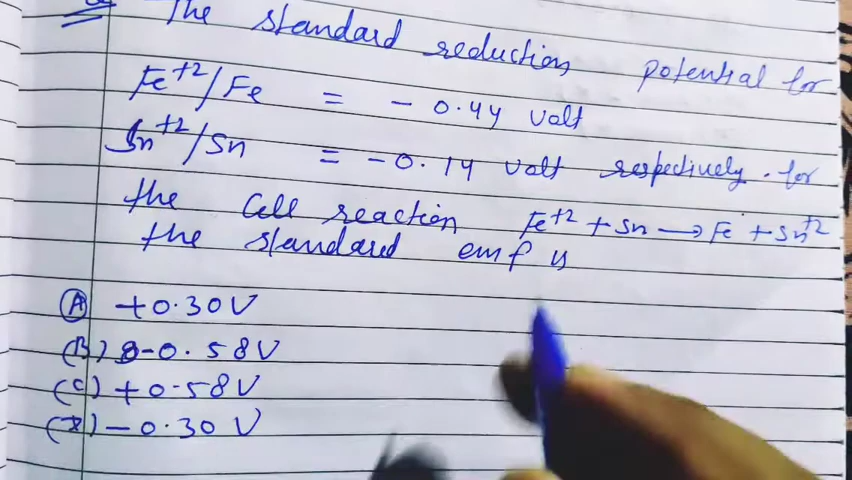 The standard reduction potential for
Fe+2/Fe = - 0.44 volt
Sn+2/Sn = -0.14 volt respectively. for
the Cell reaction Fe+2 + Sn → Fe + Sn+2
the standard emf is
(A) +0.30V
(B) -0.58V
(C) +0.58V
(D) -0.30V